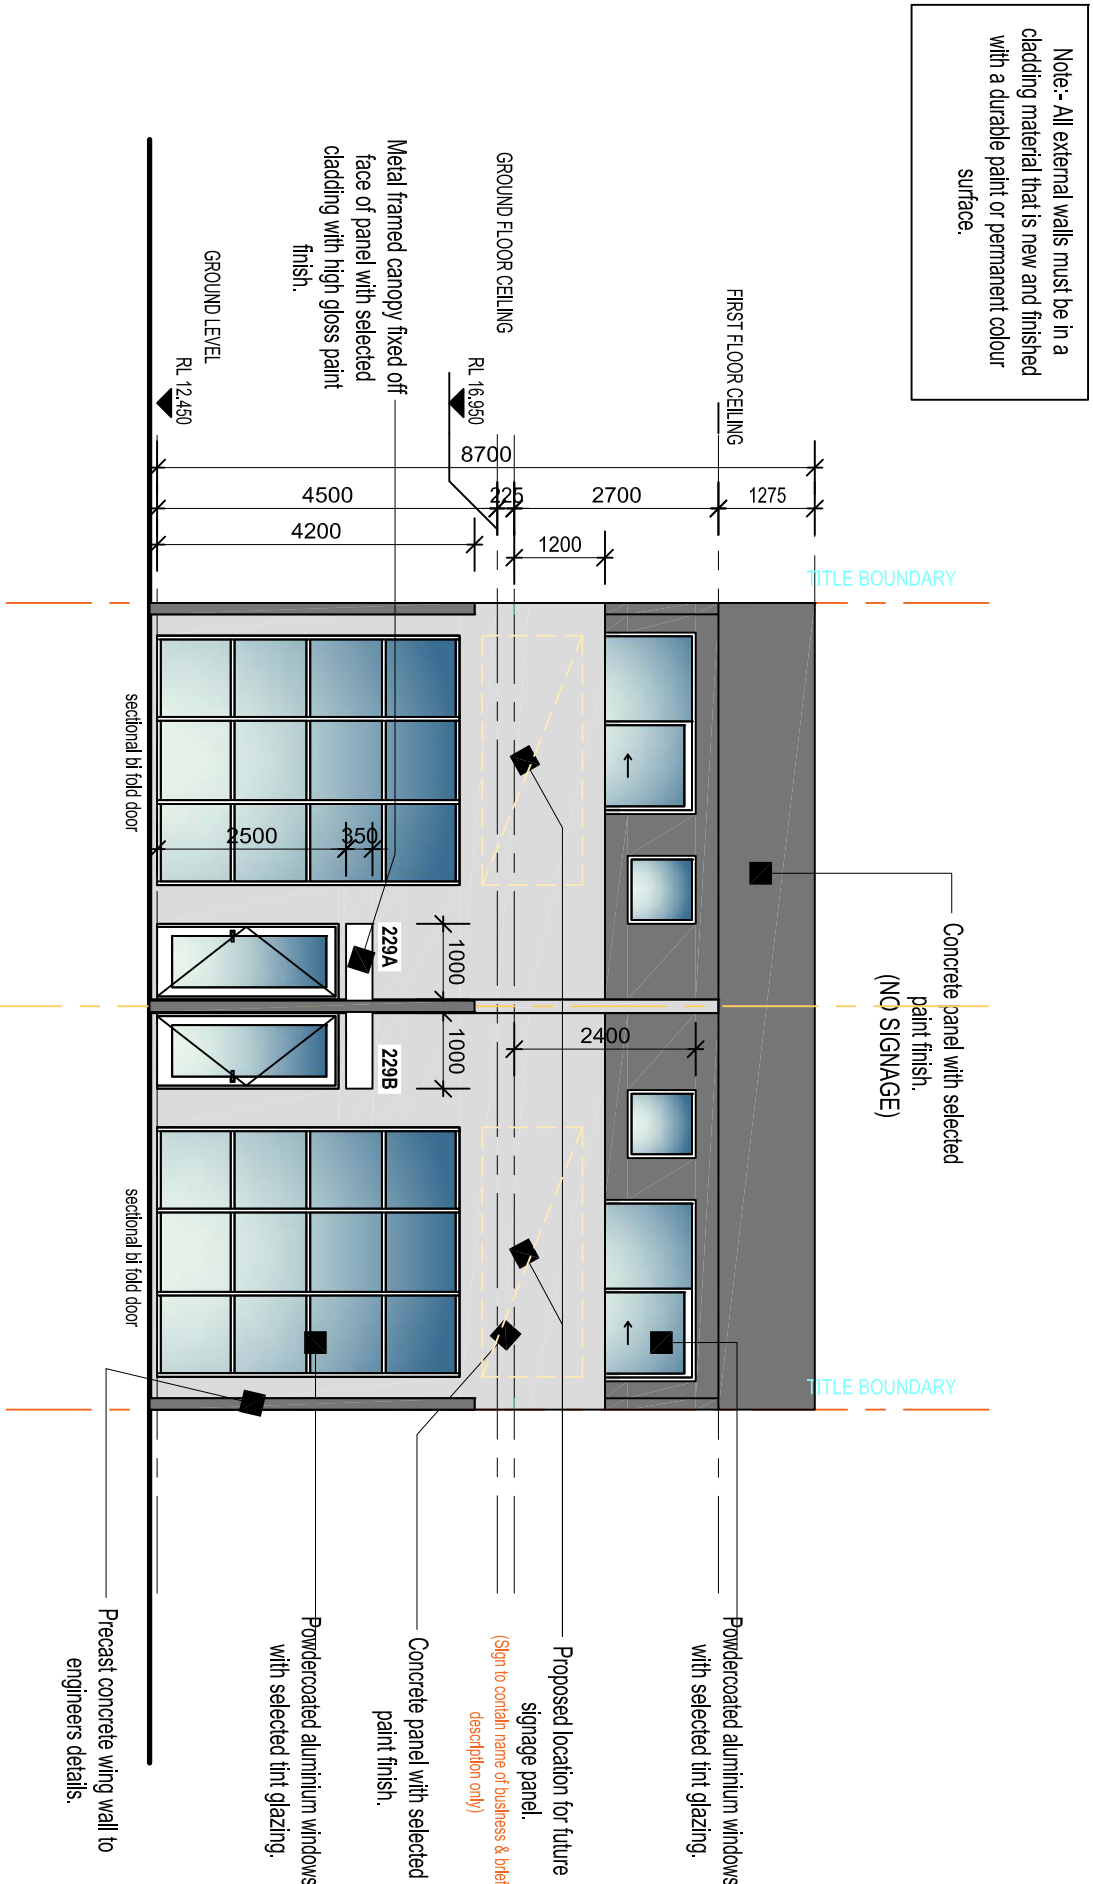 Note:- All external walls must be in a
cladding material that is new and finished
with a durable paint or permanent colour
surface.
FIRST FLOOR CEILING
GROUND FLOOR CEILING
RL 16.950
Metal framed canopy fixed off
face of panel with selected
cladding with high gloss paint
finish.
GROUND LEVEL
RL 12.450
8700
4500
225
2700
1275
4200
1200
TITLE BOUNDARY
TITLE BOUNDARY
2500
350
229A
1000
229B
1000
2400
sectional bi fold door
sectional bi fold door
Concrete panel with selected
paint finish.
(NO SIGNAGE)
Powdercoated aluminium windows
with selected tint glazing.
Proposed location for future
signage panel.
(Sign to contain name of business & brief
description only)
Concrete panel with selected
paint finish.
Powdercoated aluminium windows
with selected tint glazing.
Precast concrete wing wall to
engineers details.